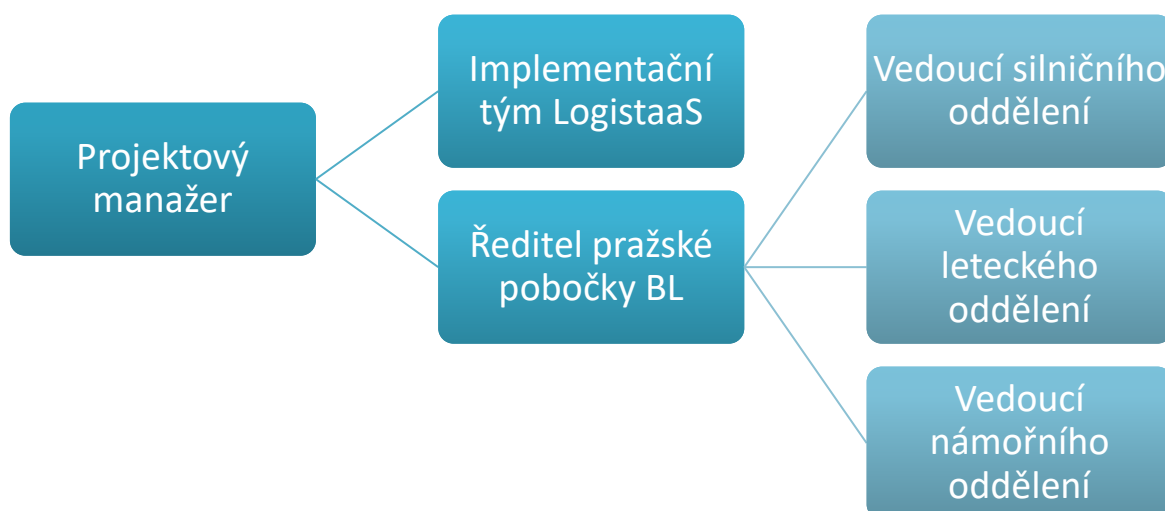 Projektový
manažer
Implementační
tým LogistaaS
Ředitel pražské
pobočky BL
Vedoucí silničního
oddělení
Vedoucí
leteckého
oddělení
Vedoucí
námořního
oddělení